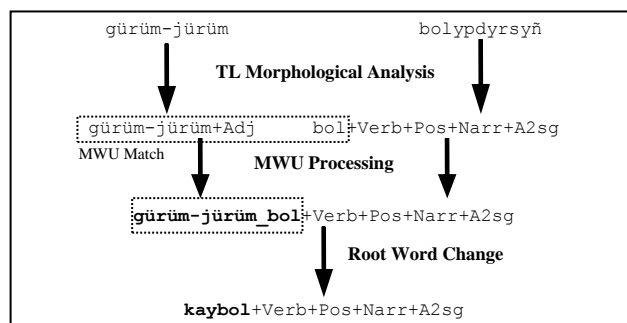 gürüm-jürüm bolypdyrsyñ
TL Morphological Analysis
gürüm-jürüm+Adj bol+Verb+Pos+Narr+A2sg
MWU Match
MWU Processing
gürüm-jürüm_bol+Verb+Pos+Narr+A2sg
Root Word Change
kaybol+Verb+Pos+Narr+A2sg